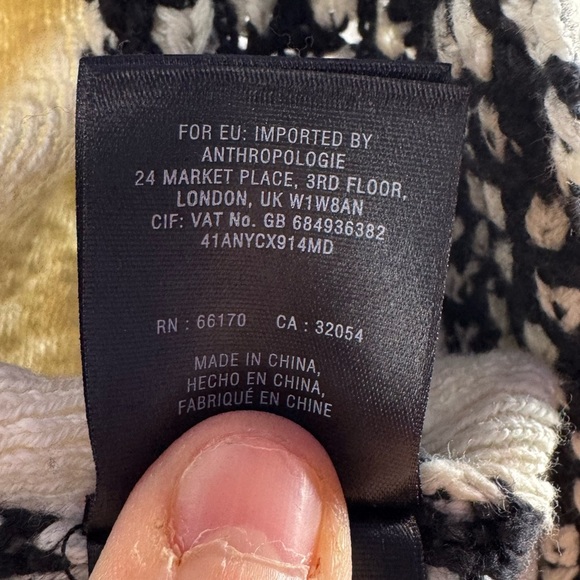 FOR EU: IMPORTED BY
ANTHROPOLOGIE
24 MARKET PLACE, 3RD FLOOR,
LONDON, UK W1W8AN
CIF: VAT No. GB 684936382
41ANYCX914MD
RN : 66170 CA : 32054
MADE IN CHINA,
HECHO EN CHINA,
FABRIQUÉ EN CHINE